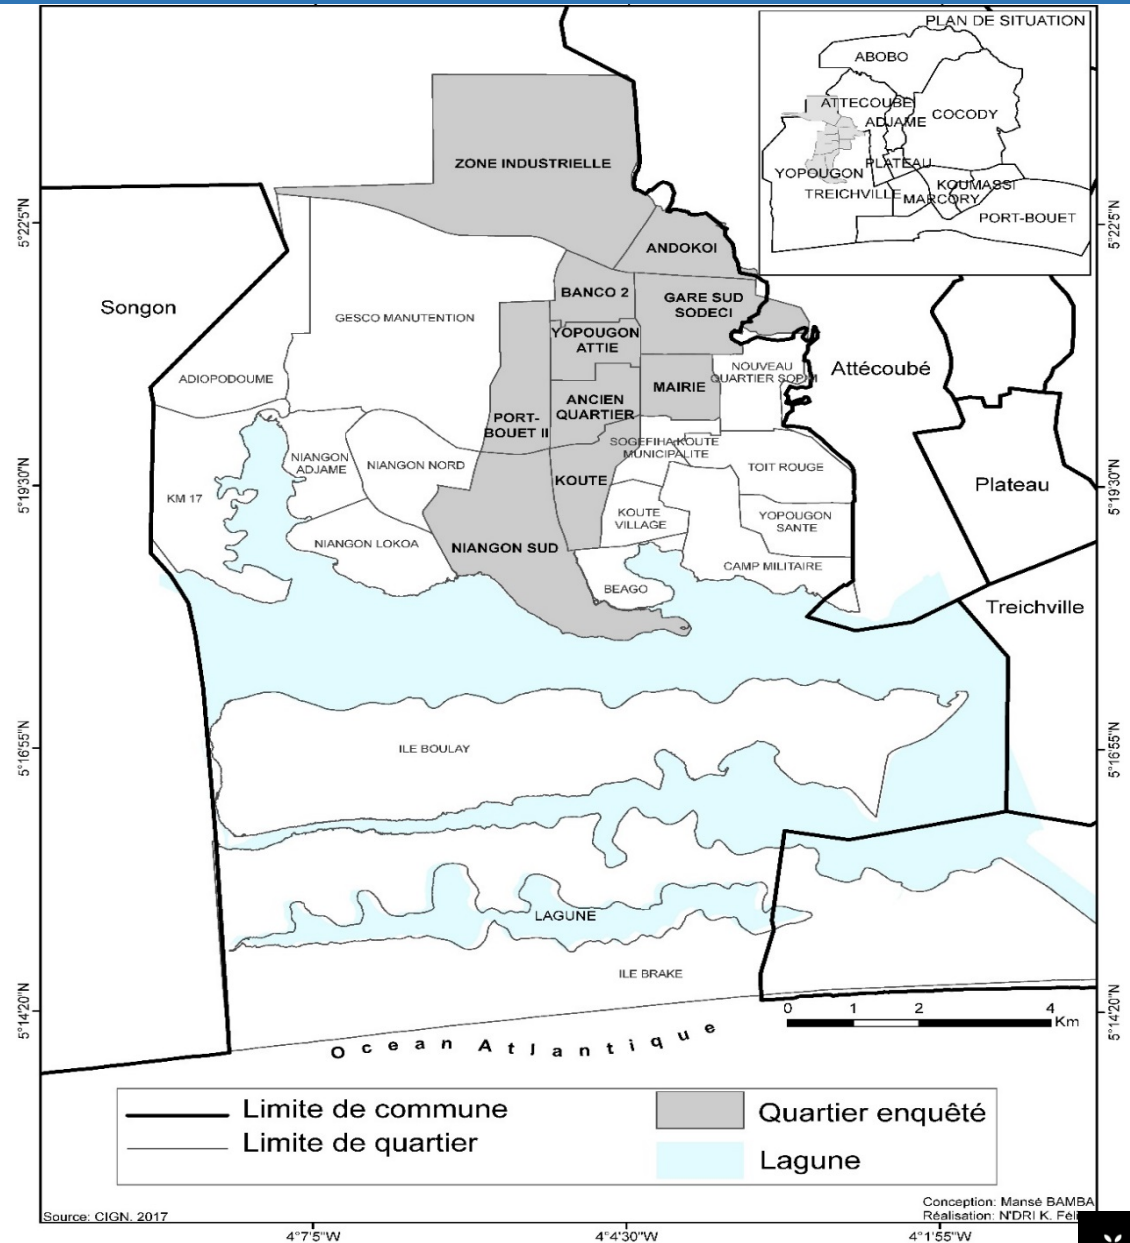 PLAN DE SITUATION
ABOBO
ATTECOUBE
ADJAME
COCODY
PLATEAU
YOPOUGON
TREICHVILLE
KOUMASSI
MARCORY
PORT-BOUET
5°22'5"N
5°22'5"N
ZONE INDUSTRIELLE
ANDOKOI
Songon
BANCO 2
GARE SUD
SODECI
GESCO MANUTENTION
YOPOUGON
ATTIE
NOUVEAU
QUARTIER SOPIM
Attécoubé
ADIOPODOUME
MAIRIE
ANCIEN
QUARTIER
PORT-
BOUET II
SOGEFIHA KOUTE
MUNICIPALITE
NIANGON
ADJAME
NIANGON NORD
TOIT ROUGE
5°19'30"N
5°19'30"N
KM 17
KOUTE
Plateau
KOUTE
VILLAGE
YOPOUGON
SANTE
NIANGON LOKOA
NIANGON SUD
CAMP MILITAIRE
BEAGO
Treichville
5°16'55"N
5°16'55"N
ILE BOULAY
LAGUNE
ILE BRAKE
5°14'20"N
5°14'20"N
0 1 2 4
Km
Ocean Atlantique
Limite de commune
Limite de quartier
Quartier enquêté
Lagune
Source: CIGN. 2017
Conception: Mansé BAMBA
Réalisation: N'DRI K.
4°7'5"W
4°4'30"W
4°1'55"W